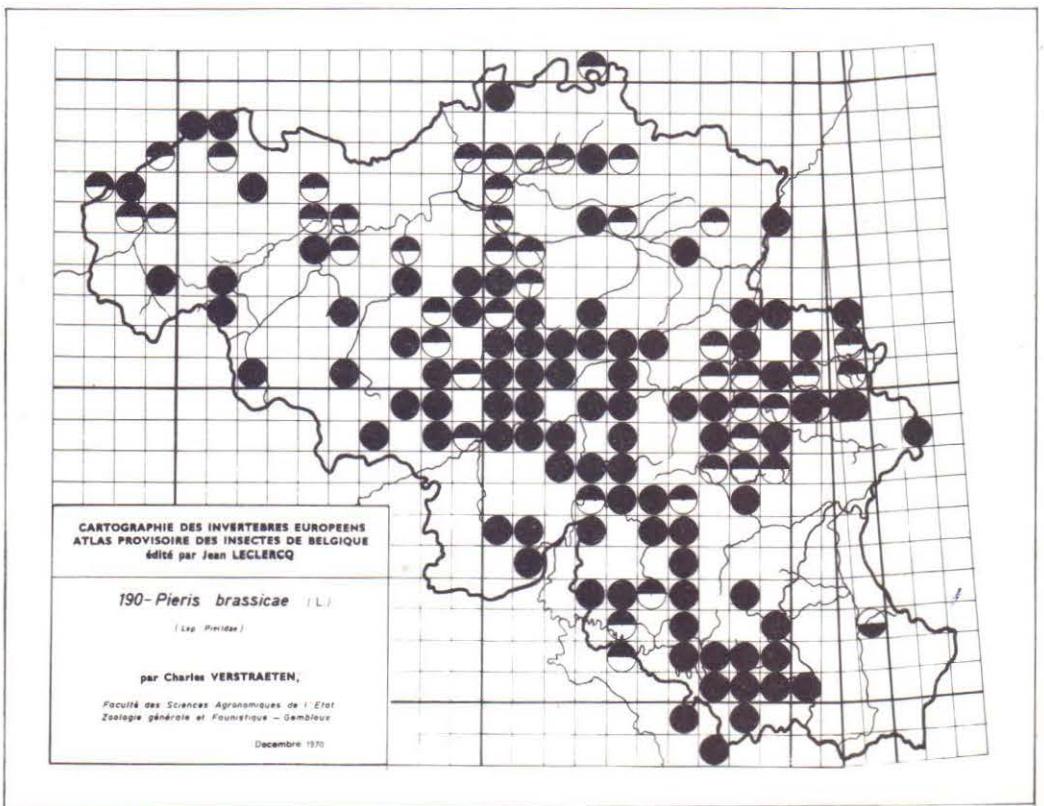 CARTOGRAPHIE DES INVERTEBRES EUROPEENS
ATLAS PROVISOIRE DES INSECTES DE BELGIQUE
édité par Jean LECLERCQ
190-Pieris brassicae (L.)
(Lep. Pieridae)
par Charles VERSTRAETEN,
Faculté des Sciences Agronomiques de l'Etat
Zoologie générale et Faunistique – Gembloux
Decembre 1970